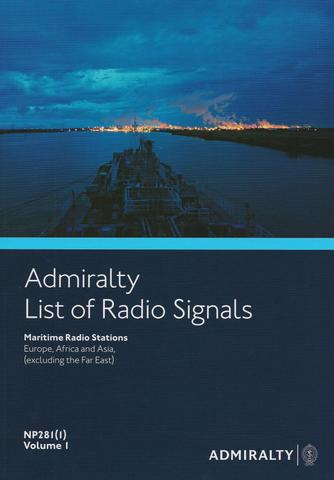 Admiralty
List of Radio Signals
Maritime Radio Stations
Europe, Africa and Asia,
(excluding the Far East)
NP281(1)
Volume 1
ADMIRALTY